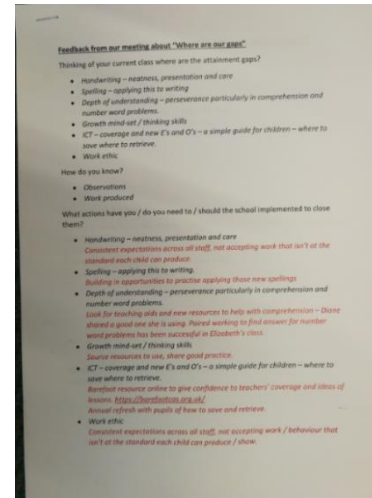 Feedback from our meeting about "Where are our gaps"
Thinking of your current class where are the attainment gaps?
• Handwriting – neatness, presentation and care
• Spelling – applying this to writing
• Depth of understanding – perseverance particularly in comprehension and
number word problems.
• Growth mind-set / thinking skills
• ICT – coverage and new E's and O's – a simple guide for children – where to
save where to retrieve.
• Work ethic
How do you know?
• Observations
• Work produced
What actions have you / do you need to / should the school implemented to close
them?
• Handwriting – neatness, presentation and care
Consistent expectations across all staff, not accepting work that isn't at the
standard each child can produce.
• Spelling – applying this to writing.
Building in opportunities to practise applying those new spellings
• Depth of understanding – perseverance particularly in comprehension and
number word problems.
Look for teaching aids and new resources to help with comprehension – Diane
shared a good one she is using. Paired working to find answer for number
word problems has been successful in Elizabeth's class.
• Growth mind-set / thinking skills
Source resources to use, share good practice.
• ICT – coverage and new E's and O's – a simple guide for children – where to
save where to retrieve.
Barefoot resource online to give confidence to teachers' coverage and ideas of
lessons. https://barefootcas.org.uk/
Annual refresh with pupils of how to save and retrieve.
• Work ethic
Consistent expectations across all staff, not accepting work / behaviour that
isn't at the standard each child can produce / show.